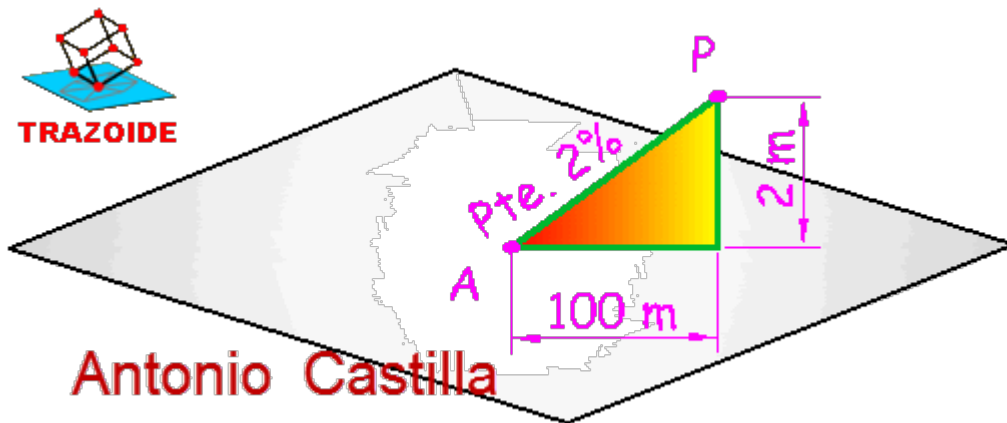 TRAZOIDE
P
Pte. 2%
2 m
A
100 m
Antonio Castilla